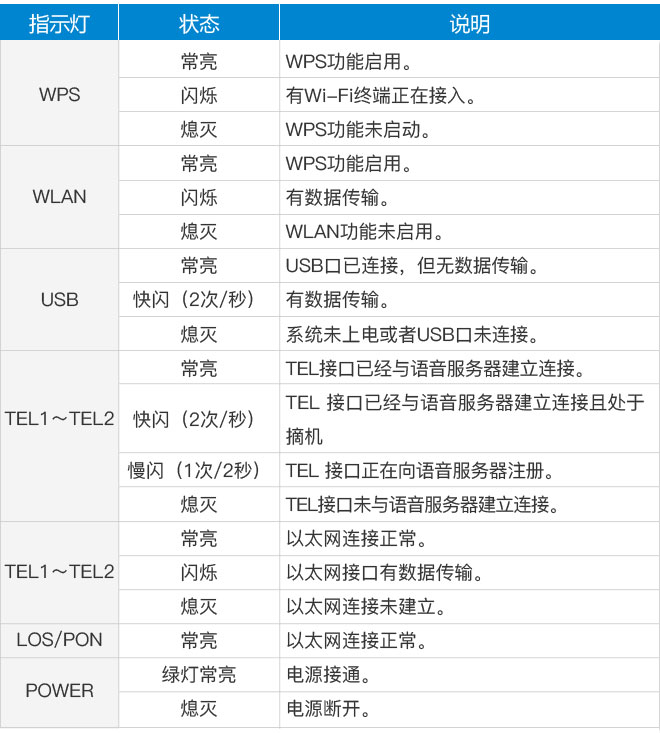 指示灯 状态 说明
WPS
常亮 WPS功能启用。
闪烁 有Wi-Fi终端正在接入。
熄灭 WPS功能未启动。
WLAN
常亮 WPS功能启用。
闪烁 有数据传输。
熄灭 WLAN功能未启用。
USB
常亮 USB口已连接，但无数据传输。
快闪（2次/秒） 有数据传输。
熄灭 系统未上电或者USB口未连接。
TEL1～TEL2
常亮 TEL接口已经与语音服务器建立连接。
快闪（2次/秒） TEL 接口已经与语音服务器建立连接且处于
摘机
慢闪（1次/2秒） TEL 接口正在向语音服务器注册。
熄灭 TEL接口未与语音服务器建立连接。
TEL1～TEL2
常亮 以太网连接正常。
闪烁 以太网接口有数据传输。
熄灭 以太网连接未建立。
LOS/PON 常亮 以太网连接正常。
POWER
绿灯常亮 电源接通。
熄灭 电源断开。